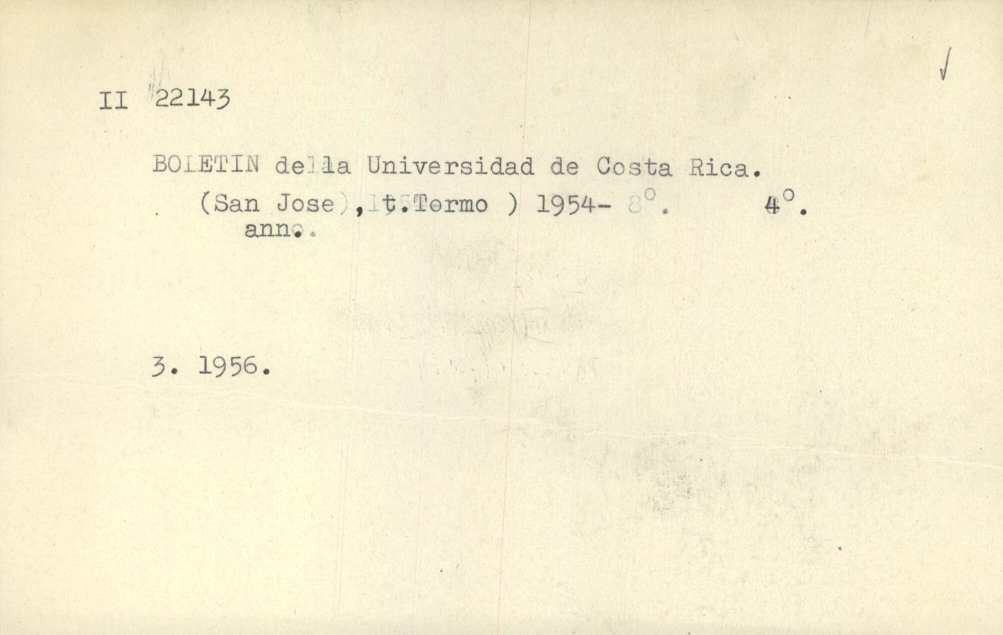 II 22143
BOLETIN della Universidad de Costa Rica.
(San Jose, t.Tormo ) 1954- 8°. 4°.
ann.
3. 1956.